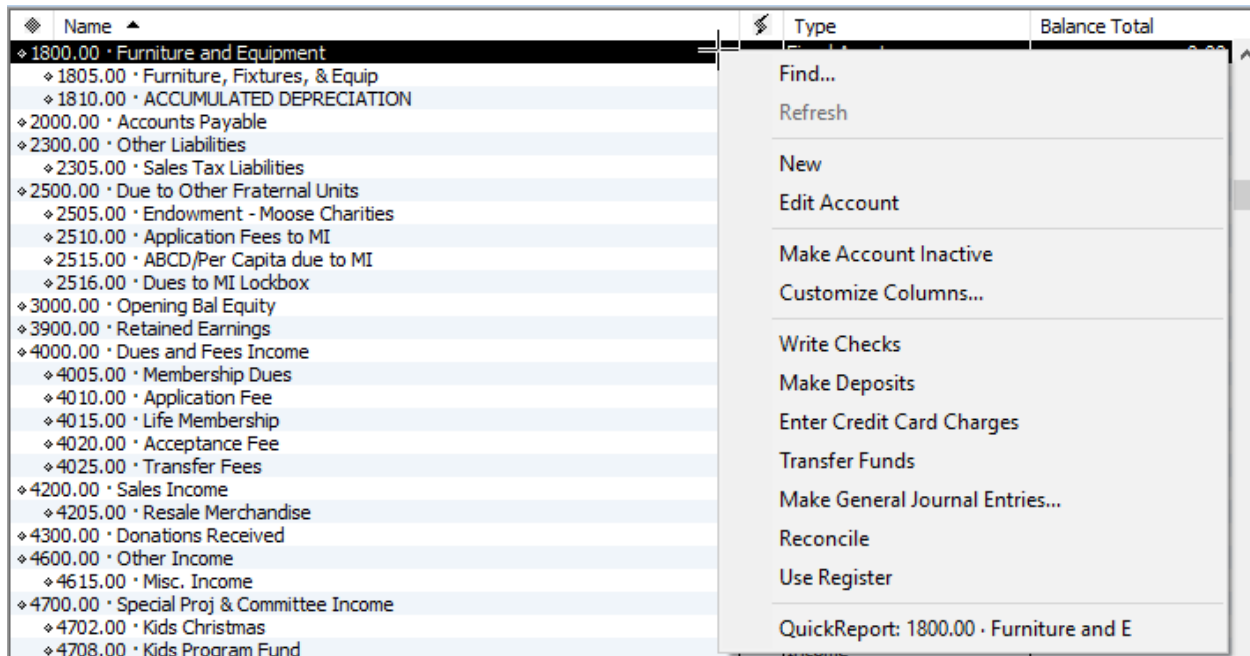 Name Type Balance Total
1800.00 · Furniture and Equipment
1805.00 · Furniture, Fixtures, & Equip
1810.00 · ACCUMULATED DEPRECIATION
2000.00 · Accounts Payable
2300.00 · Other Liabilities
2305.00 · Sales Tax Liabilities
2500.00 · Due to Other Fraternal Units
2505.00 · Endowment - Moose Charities
2510.00 · Application Fees to MI
2515.00 · ABCD/Per Capita due to MI
2516.00 · Dues to MI Lockbox
3000.00 · Opening Bal Equity
3900.00 · Retained Earnings
4000.00 · Dues and Fees Income
4005.00 · Membership Dues
4010.00 · Application Fee
4015.00 · Life Membership
4020.00 · Acceptance Fee
4025.00 · Transfer Fees
4200.00 · Sales Income
4205.00 · Resale Merchandise
4300.00 · Donations Received
4600.00 · Other Income
4615.00 · Misc. Income
4700.00 · Special Proj & Committee Income
4702.00 · Kids Christmas
4708.00 · Kids Program Fund
Find...
Refresh
New
Edit Account
Make Account Inactive
Customize Columns...
Write Checks
Make Deposits
Enter Credit Card Charges
Transfer Funds
Make General Journal Entries...
Reconcile
Use Register
QuickReport: 1800.00 · Furniture and E